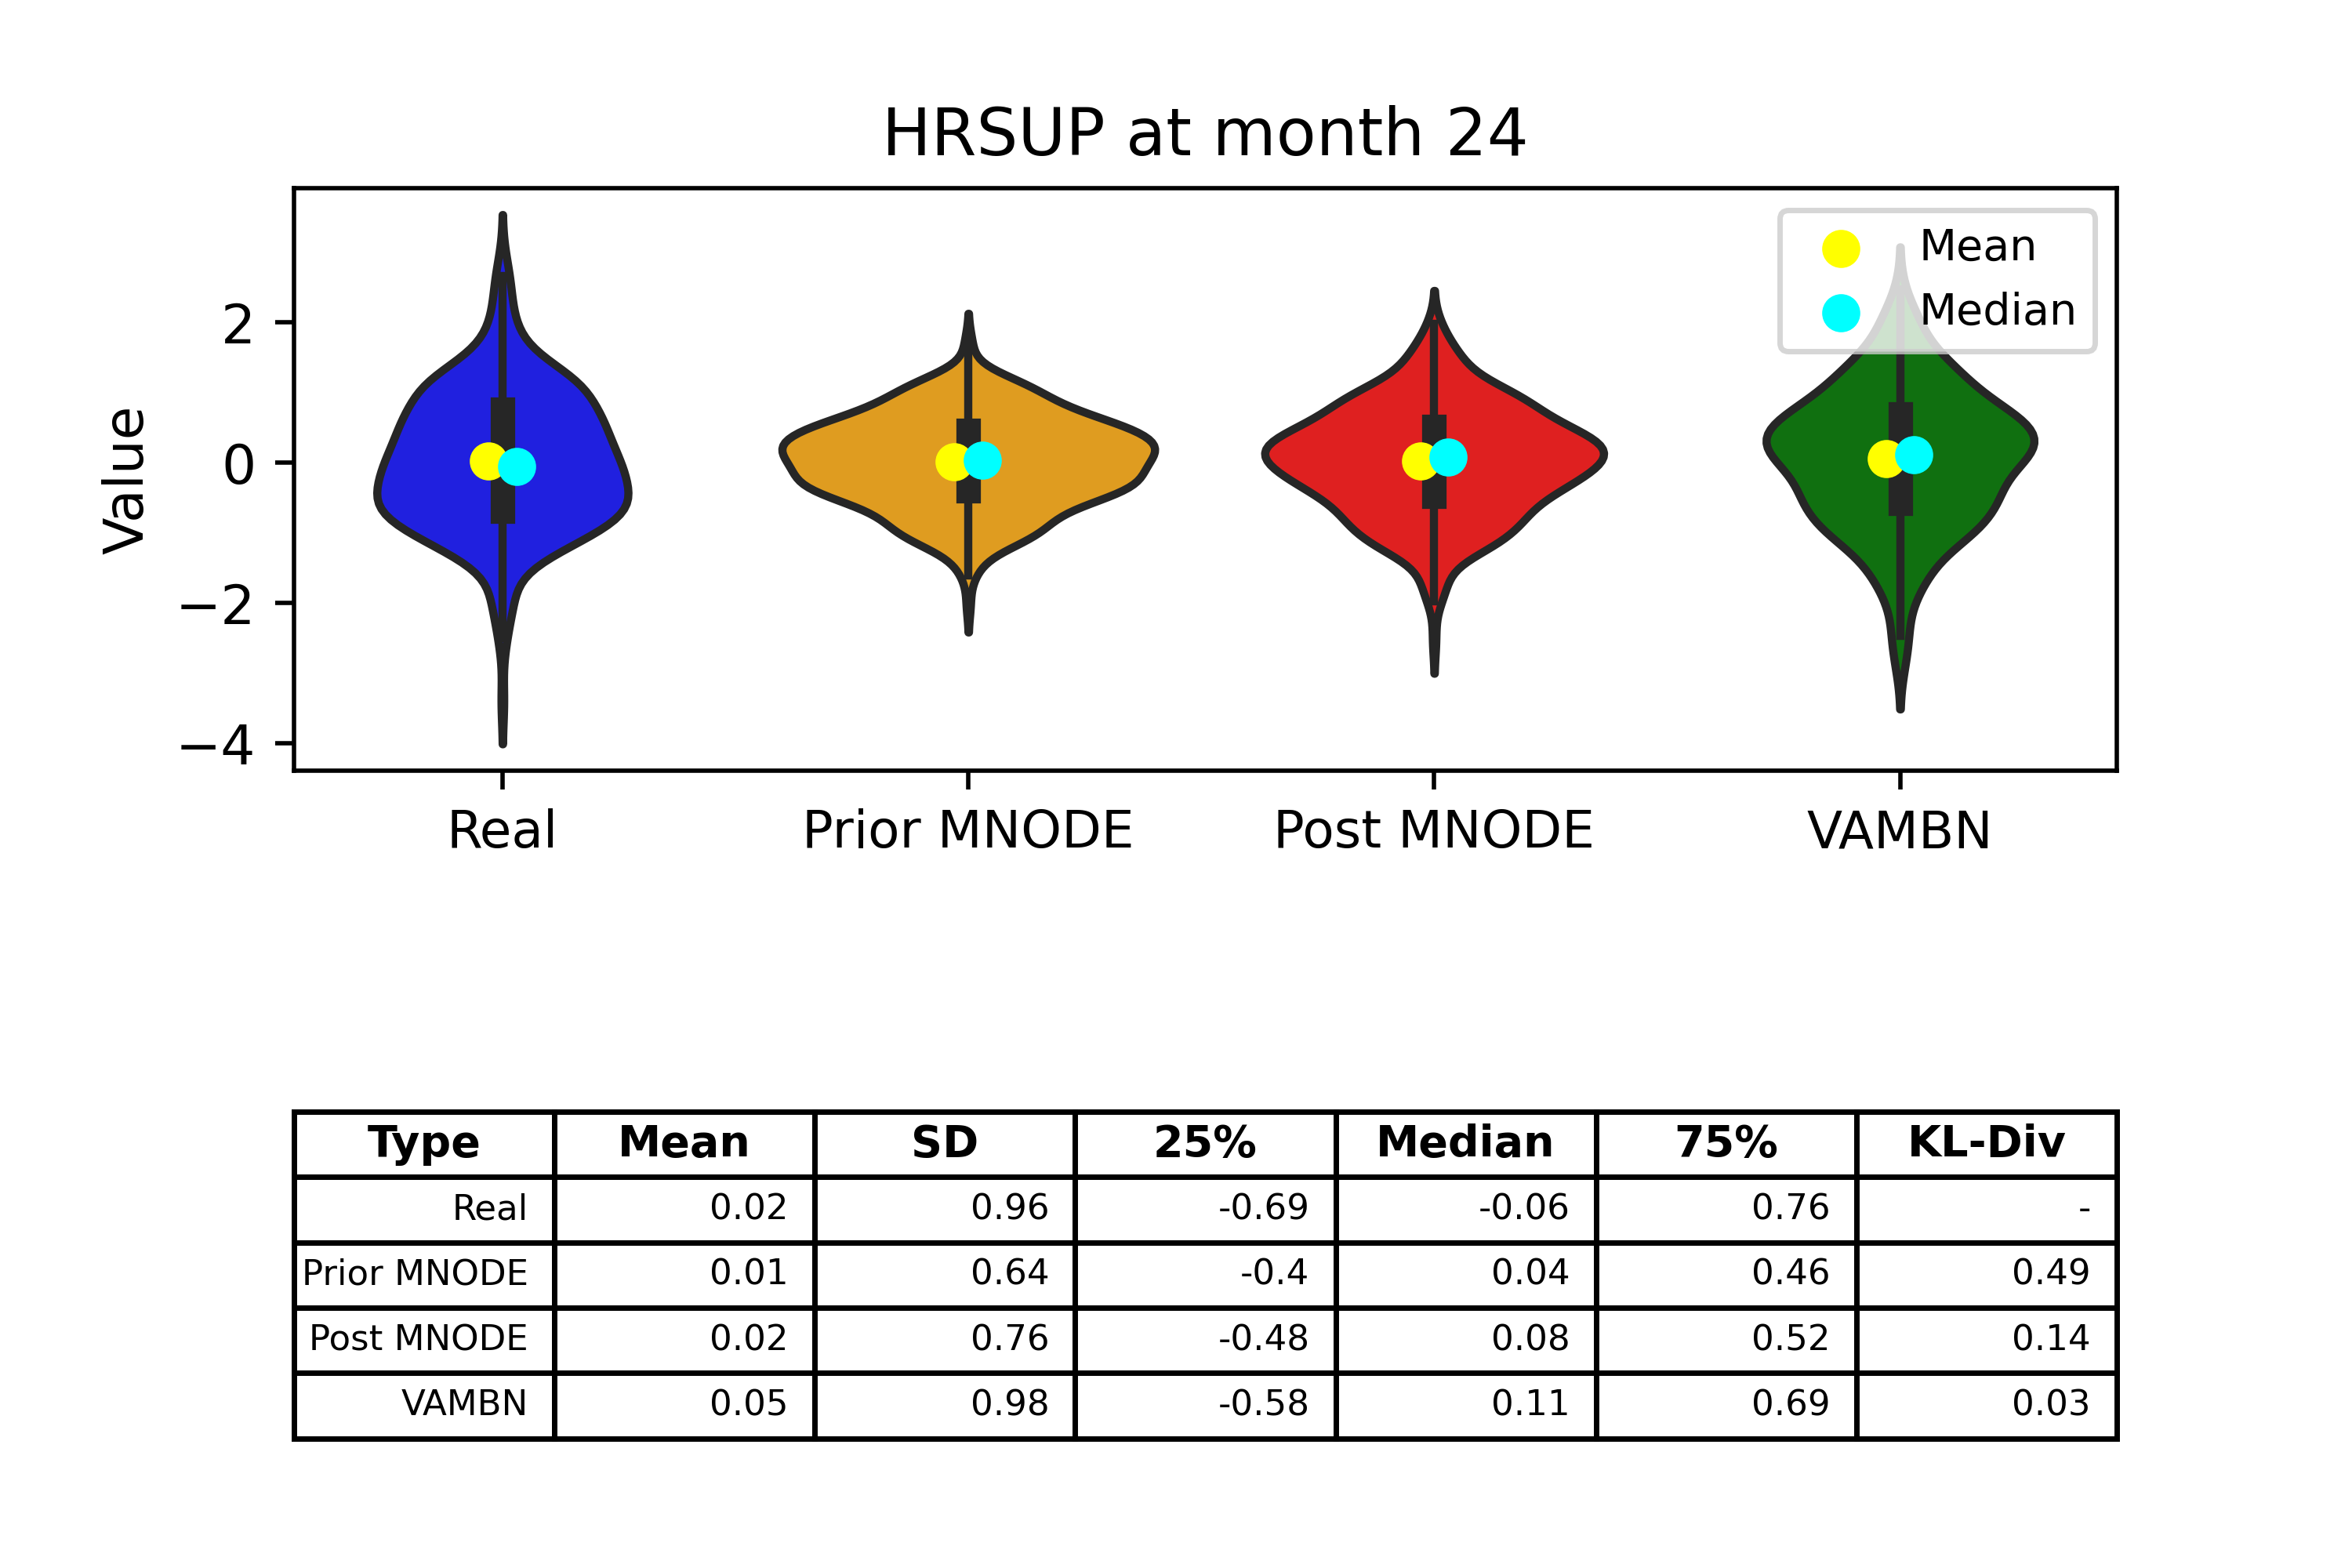 HRSUP at month 24
Mean
Median
Value
2
0
−2
−4
Real Prior MNODE Post MNODE VAMBN
Type Mean SD 25% Median 75% KL-Div
Real 0.02 0.96 -0.69 -0.06 0.76 -
Prior MNODE 0.01 0.64 -0.4 0.04 0.46 0.49
Post MNODE 0.02 0.76 -0.48 0.08 0.52 0.14
VAMBN 0.05 0.98 -0.58 0.11 0.69 0.03